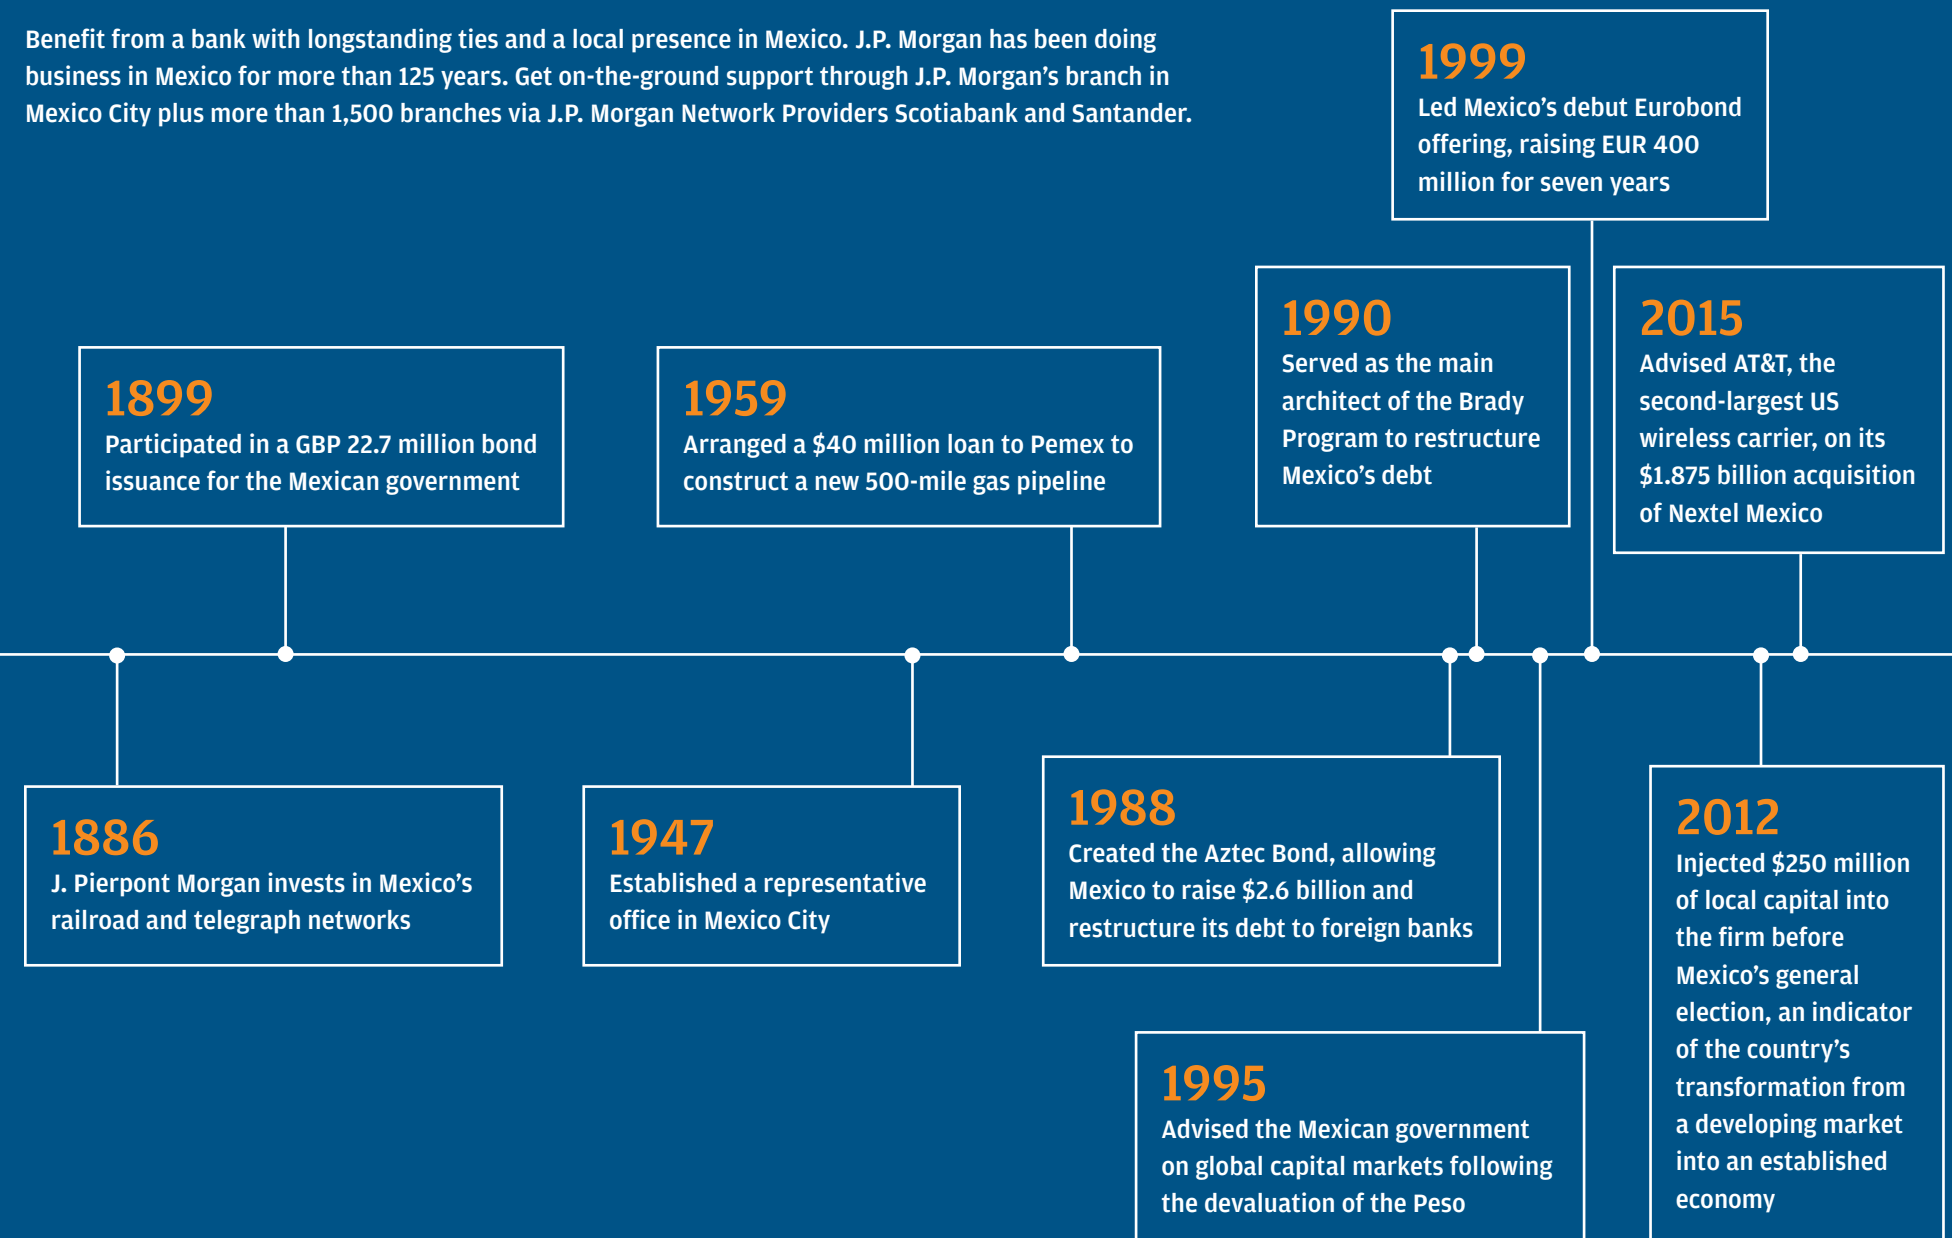 Benefit from a bank with longstanding ties and a local presence in Mexico. J.P. Morgan has been doing
business in Mexico for more than 125 years. Get on-the-ground support through J.P. Morgan’s branch in
Mexico City plus more than 1,500 branches via J.P. Morgan Network Providers Scotiabank and Santander.
1999
Led Mexico’s debut Eurobond
offering, raising EUR 400
million for seven years
1899
Participated in a GBP 22.7 million bond
issuance for the Mexican government
1959
Arranged a $40 million loan to Pemex to
construct a new 500-mile gas pipeline
1990
Served as the main
architect of the Brady
Program to restructure
Mexico’s debt
2015
Advised AT&T, the
second-largest US
wireless carrier, on its
$1.875 billion acquisition
of Nextel Mexico
1886
J. Pierpont Morgan invests in Mexico’s
railroad and telegraph networks
1947
Established a representative
office in Mexico City
1988
Created the Aztec Bond, allowing
Mexico to raise $2.6 billion and
restructure its debt to foreign banks
1995
Advised the Mexican government
on global capital markets following
the devaluation of the Peso
2012
Injected $250 million
of local capital into
the firm before
Mexico’s general
election, an indicator
of the country’s
transformation from
a developing market
into an established
economy